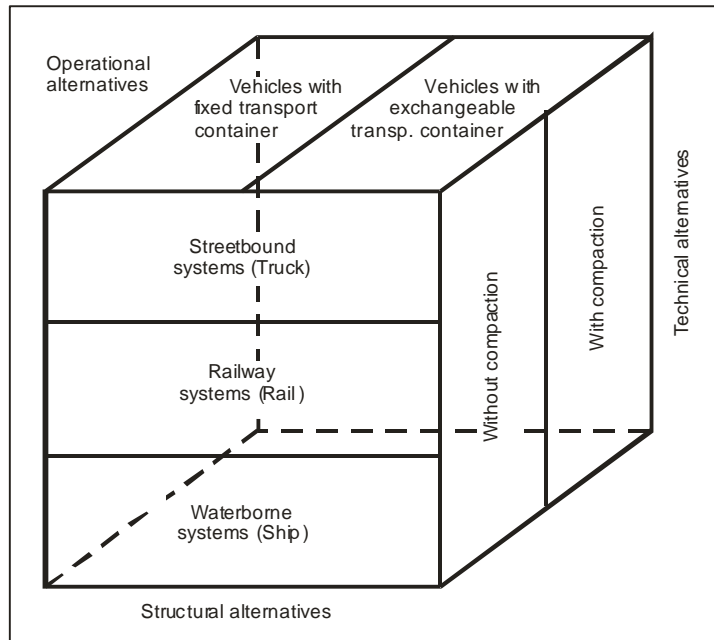 Operational
alternatives
Vehicles with
fixed transport
container
Vehicles with
exchangeable
transp. container
Streetbound
systems (Truck)
Railway
systems (Rail)
Waterborne
systems (Ship)
Without compaction
With compaction
Technical alternatives
Structural alternatives